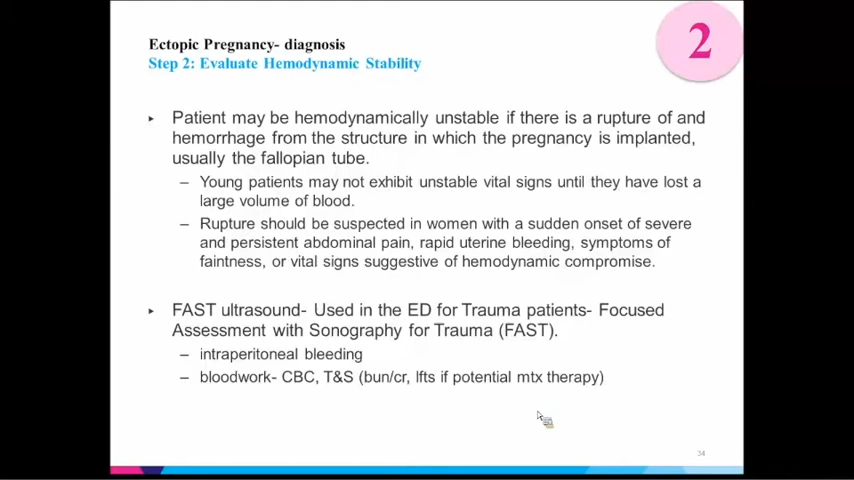 Ectopic Pregnancy- diagnosis
Step 2: Evaluate Hemodynamic Stability
2
▸ Patient may be hemodynamically unstable if there is a rupture of and
hemorrhage from the structure in which the pregnancy is implanted,
usually the fallopian tube.
– Young patients may not exhibit unstable vital signs until they have lost a
large volume of blood.
– Rupture should be suspected in women with a sudden onset of severe
and persistent abdominal pain, rapid uterine bleeding, symptoms of
faintness, or vital signs suggestive of hemodynamic compromise.
▸ FAST ultrasound- Used in the ED for Trauma patients- Focused
Assessment with Sonography for Trauma (FAST).
– intraperitoneal bleeding
– bloodwork- CBC, T&S (bun/cr, lfts if potential mtx therapy)
34